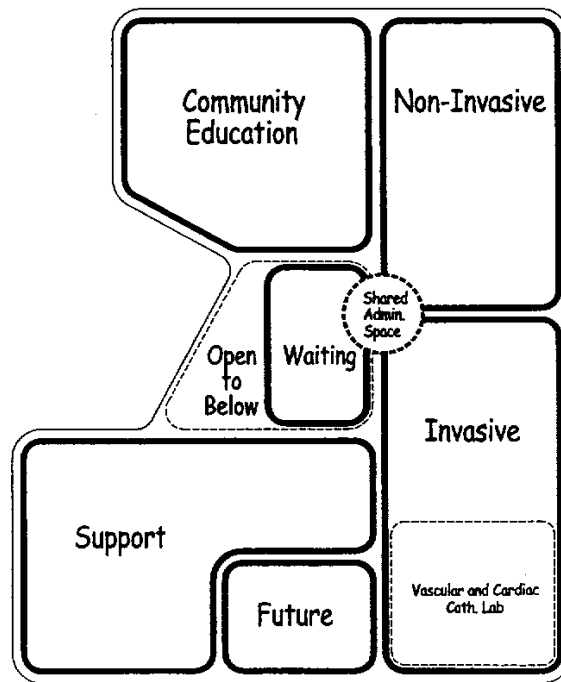 Community
Education
Non-Invasive
Shared
Admin.
Space
Open
to
Below
Waiting
Invasive
Support
Vascular and Cardiac
Cath. Lab
Future